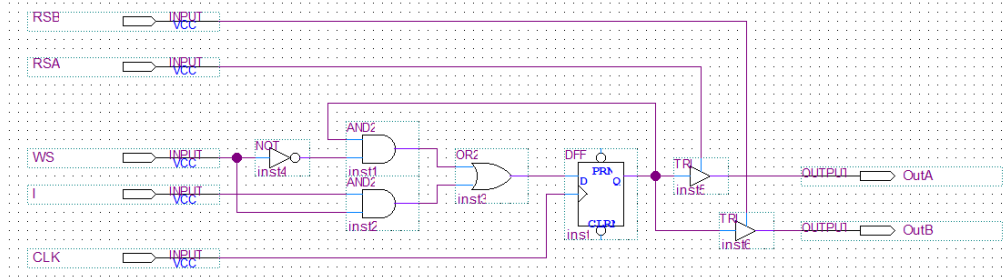 RSB INPUT VCC
RSA INPUT VCC
WS INPUT VCC
I INPUT VCC
CLK INPUT VCC
NOT
inst4
AND2
inst1
AND2
inst2
OR2
inst3
DFF
PRN
D Q
CLRN
inst
TRI
inst5
TRI
inst6
OUTPUT OutA
OUTPUT OutB